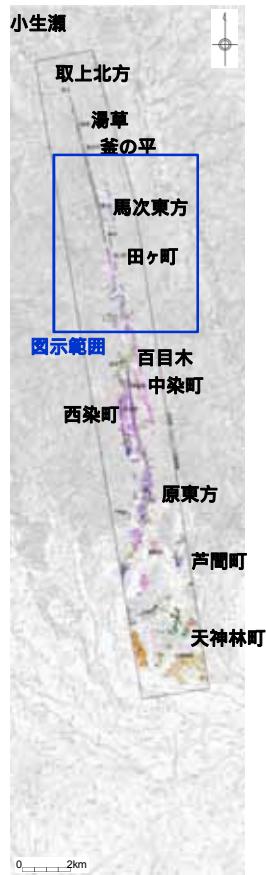 小生瀬
取上北方
湯草
釜の平
馬次東方
田ヶ町
図示範囲
百目木
中染町
西染町
原東方
芦間町
天神林町
0 2km